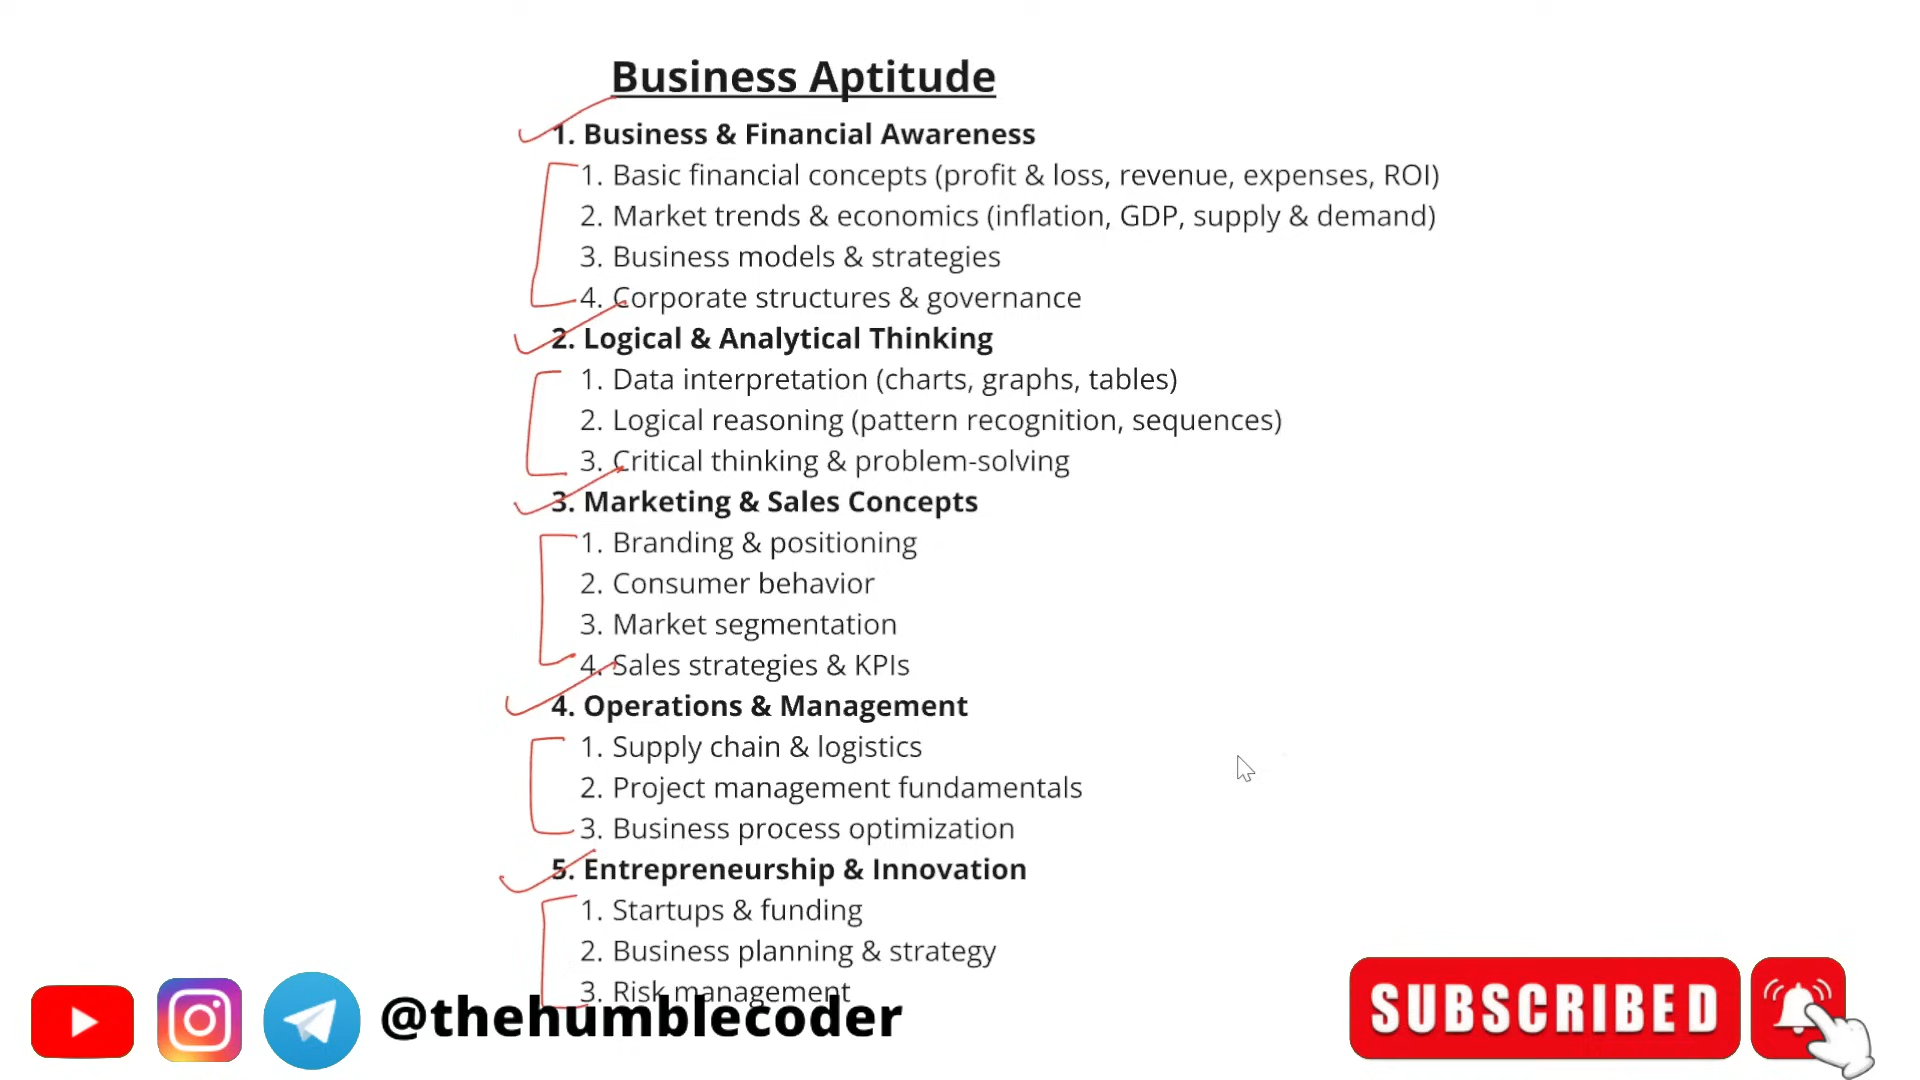 Business Aptitude
1. Business & Financial Awareness
1. Basic financial concepts (profit & loss, revenue, expenses, ROI)
2. Market trends & economics (inflation, GDP, supply & demand)
3. Business models & strategies
4. Corporate structures & governance
2. Logical & Analytical Thinking
1. Data interpretation (charts, graphs, tables)
2. Logical reasoning (pattern recognition, sequences)
3. Critical thinking & problem-solving
3. Marketing & Sales Concepts
1. Branding & positioning
2. Consumer behavior
3. Market segmentation
4. Sales strategies & KPIs
4. Operations & Management
1. Supply chain & logistics
2. Project management fundamentals
3. Business process optimization
5. Entrepreneurship & Innovation
1. Startups & funding
2. Business planning & strategy
3. Risk management
@thehumblecoder
SUBSCRIBED